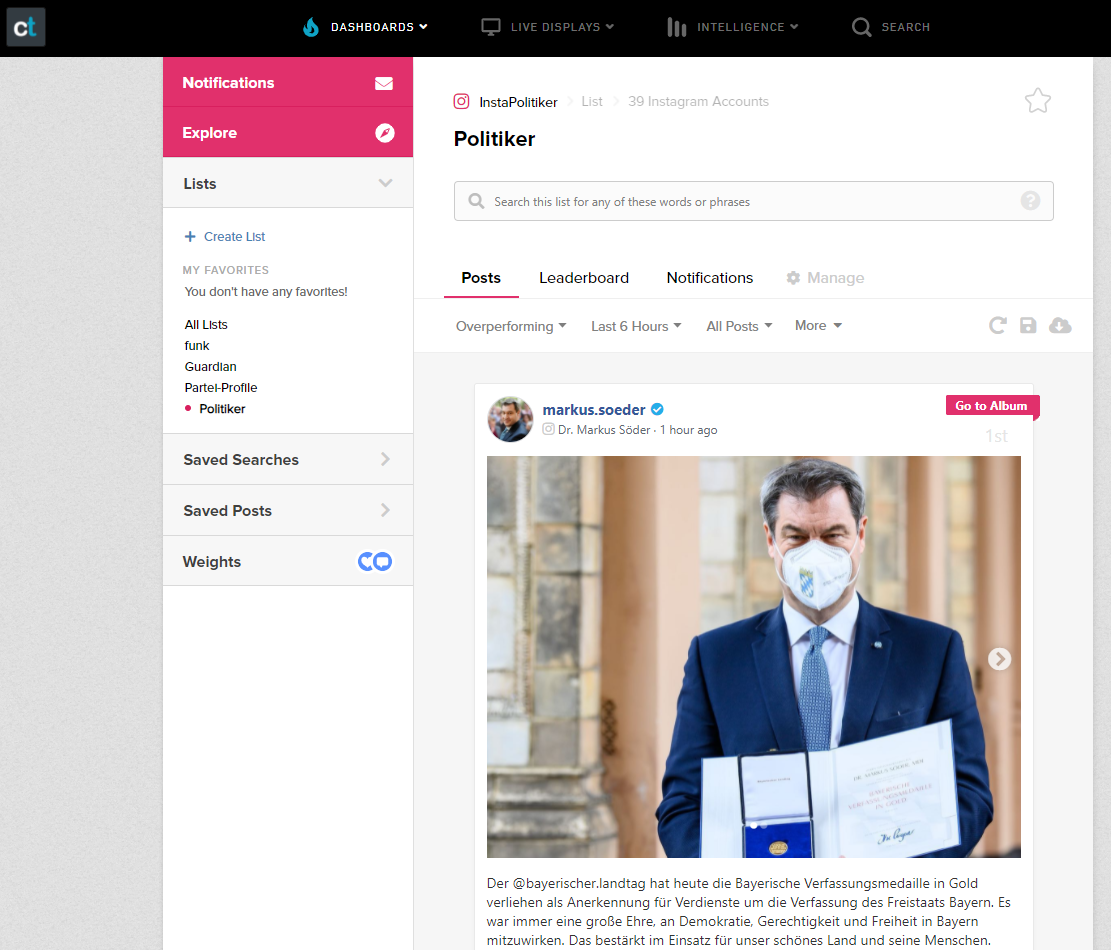 ct
DASHBOARDS
LIVE DISPLAYS
INTELLIGENCE
SEARCH
Notifications
Explore
Lists
+ Create List
MY FAVORITES
You don't have any favorites!
All Lists
funk
Guardian
Partei-Profile
Politiker
Saved Searches
Saved Posts
Weights
InstaPolitiker
List
39 Instagram Accounts
Politiker
Search this list for any of these words or phrases
?
Posts
Leaderboard
Notifications
Manage
Overperforming
Last 6 Hours
All Posts
More
markus.soeder
Dr. Markus Söder · 1 hour ago
Go to Album
1st
BAYERISCHE
VERFASSUNGSMEDAILLE
IN GOLD
Der @bayerischer.landtag hat heute die Bayerische Verfassungsmedaille in Gold
verliehen als Anerkennung für Verdienste um die Verfassung des Freistaats Bayern. Es
war immer eine große Ehre, an Demokratie, Gerechtigkeit und Freiheit in Bayern
mitzuwirken. Das bestärkt im Einsatz für unser schönes Land und seine Menschen.